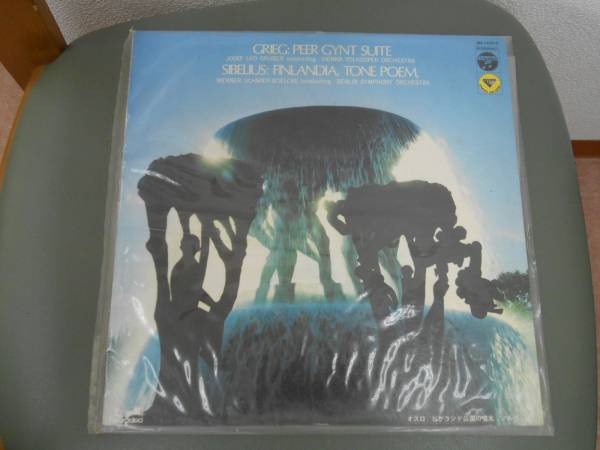 GRIEG: PEER GYNT SUITE
JOSEF LEO GRUBER conducting / VIENNA VOLKSOPER ORCHESTRA
SIBELIUS: FINLANDIA, TONE POEM,
WERNER SCHMIDT-BOELCKE conducting / BERLIN SYMPHONY ORCHESTRA
オスロ